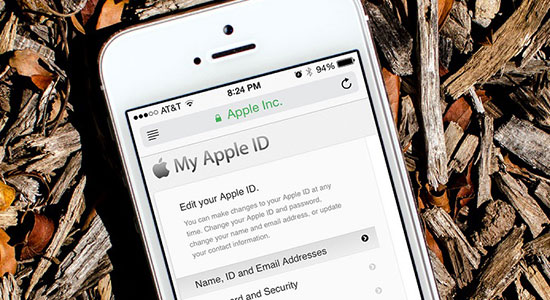 AT&T 8:24 PM 94%
Apple Inc.
My Apple ID
Edit your Apple ID.
You can make changes to your Apple ID at any
time. Change your Apple ID and password,
change your name and email address, or update
your contact information.
Name, ID and Email Addresses
and Security